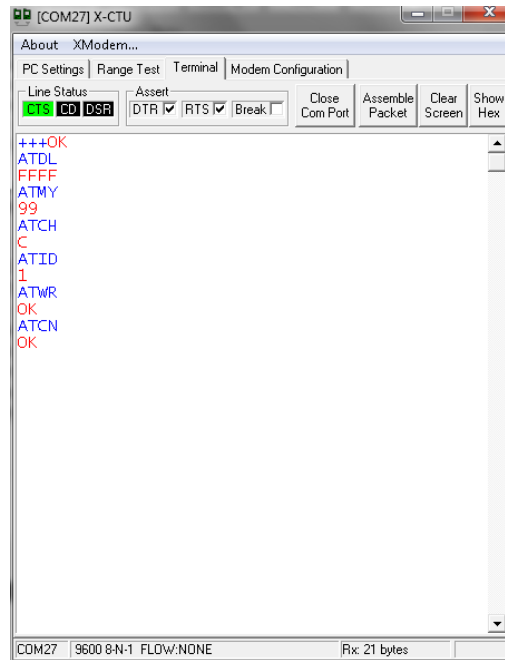 [COM27] X-CTU
About XModem...
PC Settings Range Test Terminal Modem Configuration
Line Status
CTS CD DSR
Assert
DTR RTS Break
Close Com Port
Assemble Packet
Clear Screen
Show Hex
+++OK
ATDL
FFFF
ATMY
99
ATCH
C
ATID
1
ATWR
OK
ATCN
OK
COM27 9600 8-N-1 FLOW:NONE Rx: 21 bytes